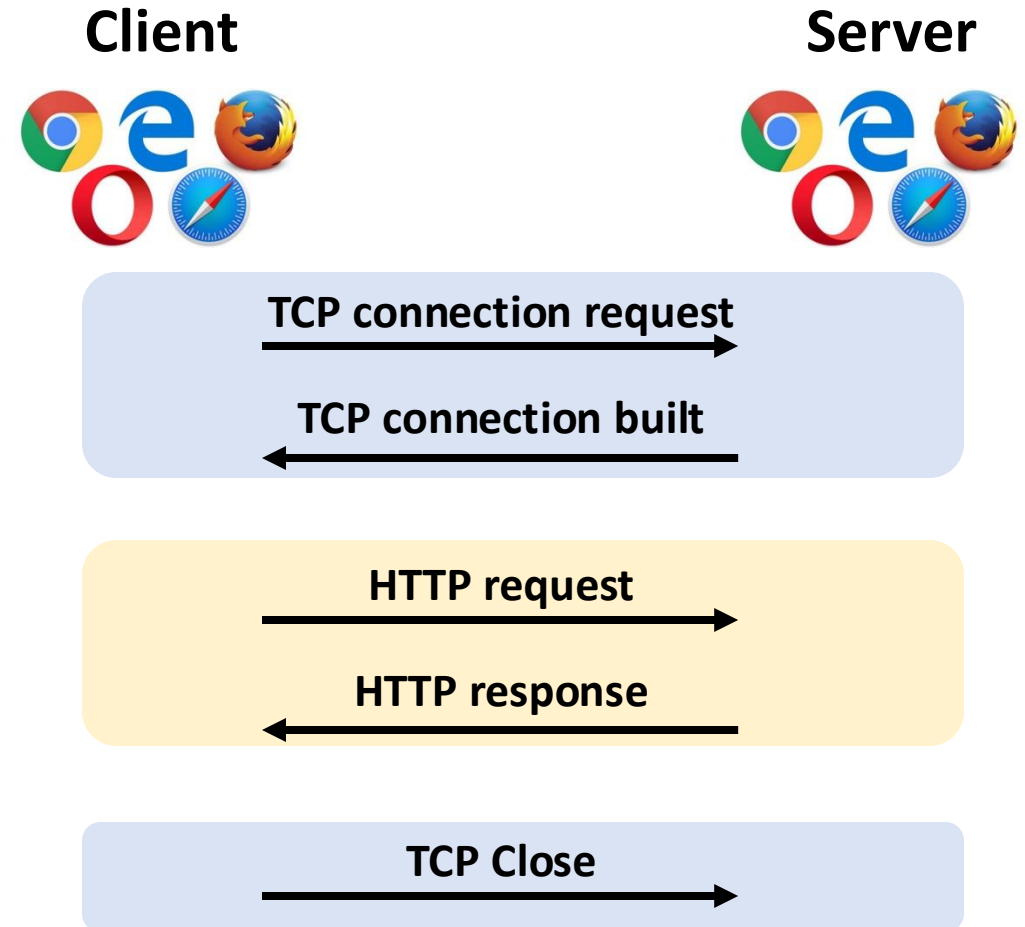 Client
Server
TCP connection request
TCP connection built
HTTP request
HTTP response
TCP Close